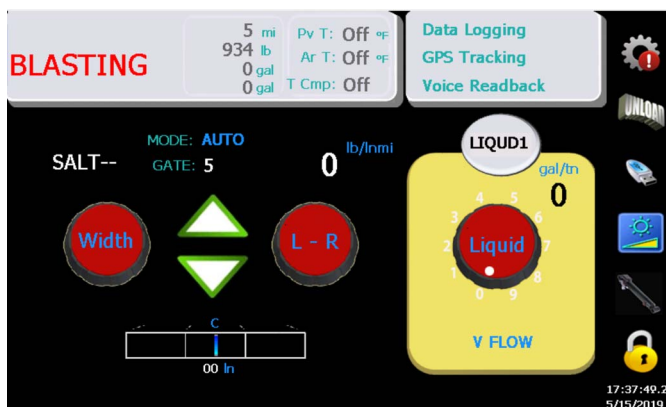 BLASTING
5 mi
934 lb
0 gal
0 gal
Pv T: Off °F
Ar T: Off °F
T Cmp: Off
Data Logging
GPS Tracking
Voice Readback
UNLOAD
MODE: AUTO
SALT--
GATE: 5
0 lb/lnmi
LIQUD1
gal/tn
0
Width
L - R
Liquid
0 1 2 3 4 5 6 7 8 9
C
00 In
V FLOW
17:37:49.2
5/15/2019